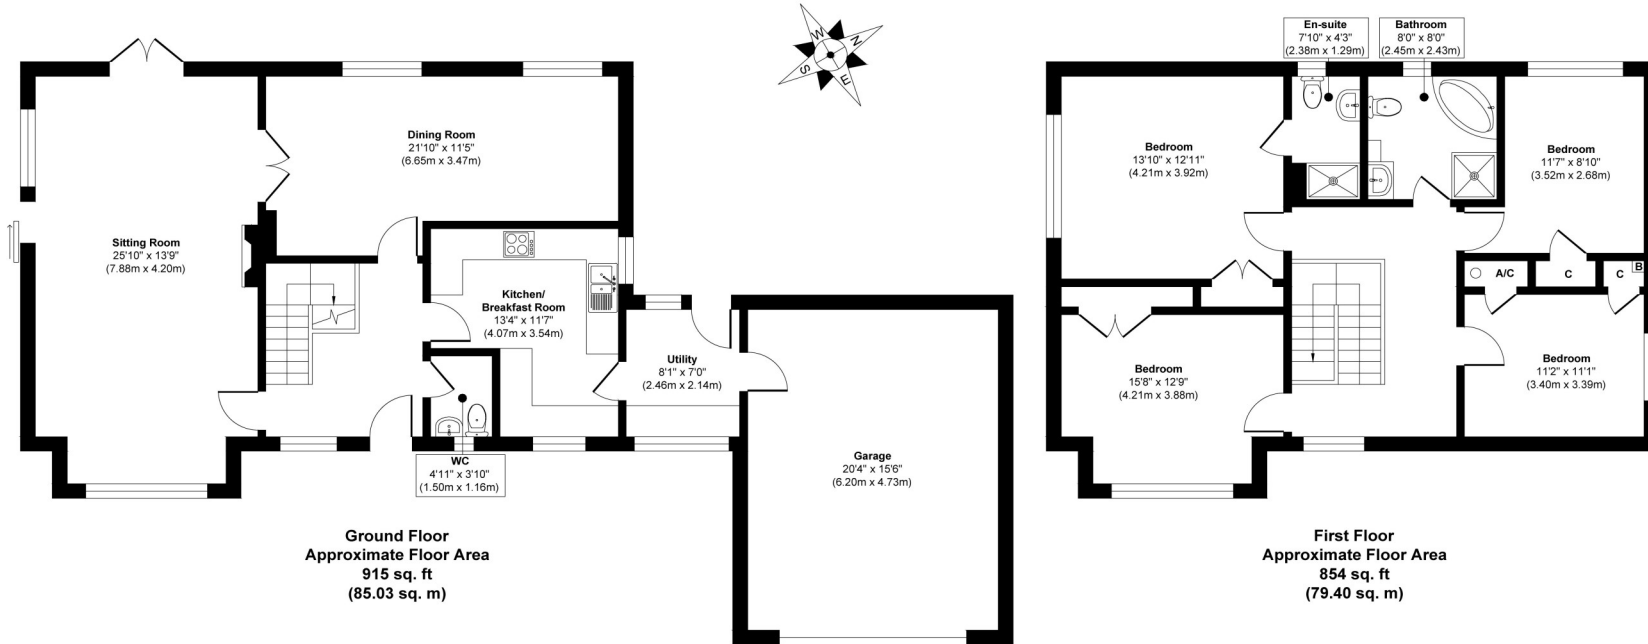 W
N
S
E
Sitting Room
25'10" x 13'9"
(7.88m x 4.20m)
Dining Room
21'10" x 11'5"
(6.65m x 3.47m)
Kitchen/
Breakfast Room
13'4" x 11'7"
(4.07m x 3.54m)
Utility
8'1" x 7'0"
(2.46m x 2.14m)
WC
4'11" x 3'10"
(1.50m x 1.16m)
Garage
20'4" x 15'6"
(6.20m x 4.73m)
Ground Floor
Approximate Floor Area
915 sq. ft
(85.03 sq. m)
En-suite
7'10" x 4'3"
(2.38m x 1.29m)
Bathroom
8'0" x 8'0"
(2.45m x 2.43m)
Bedroom
13'10" x 12'11"
(4.21m x 3.92m)
Bedroom
11'7" x 8'10"
(3.52m x 2.68m)
A/C
C
C
B
Bedroom
15'8" x 12'9"
(4.21m x 3.88m)
Bedroom
11'2" x 11'1"
(3.40m x 3.39m)
First Floor
Approximate Floor Area
854 sq. ft
(79.40 sq. m)